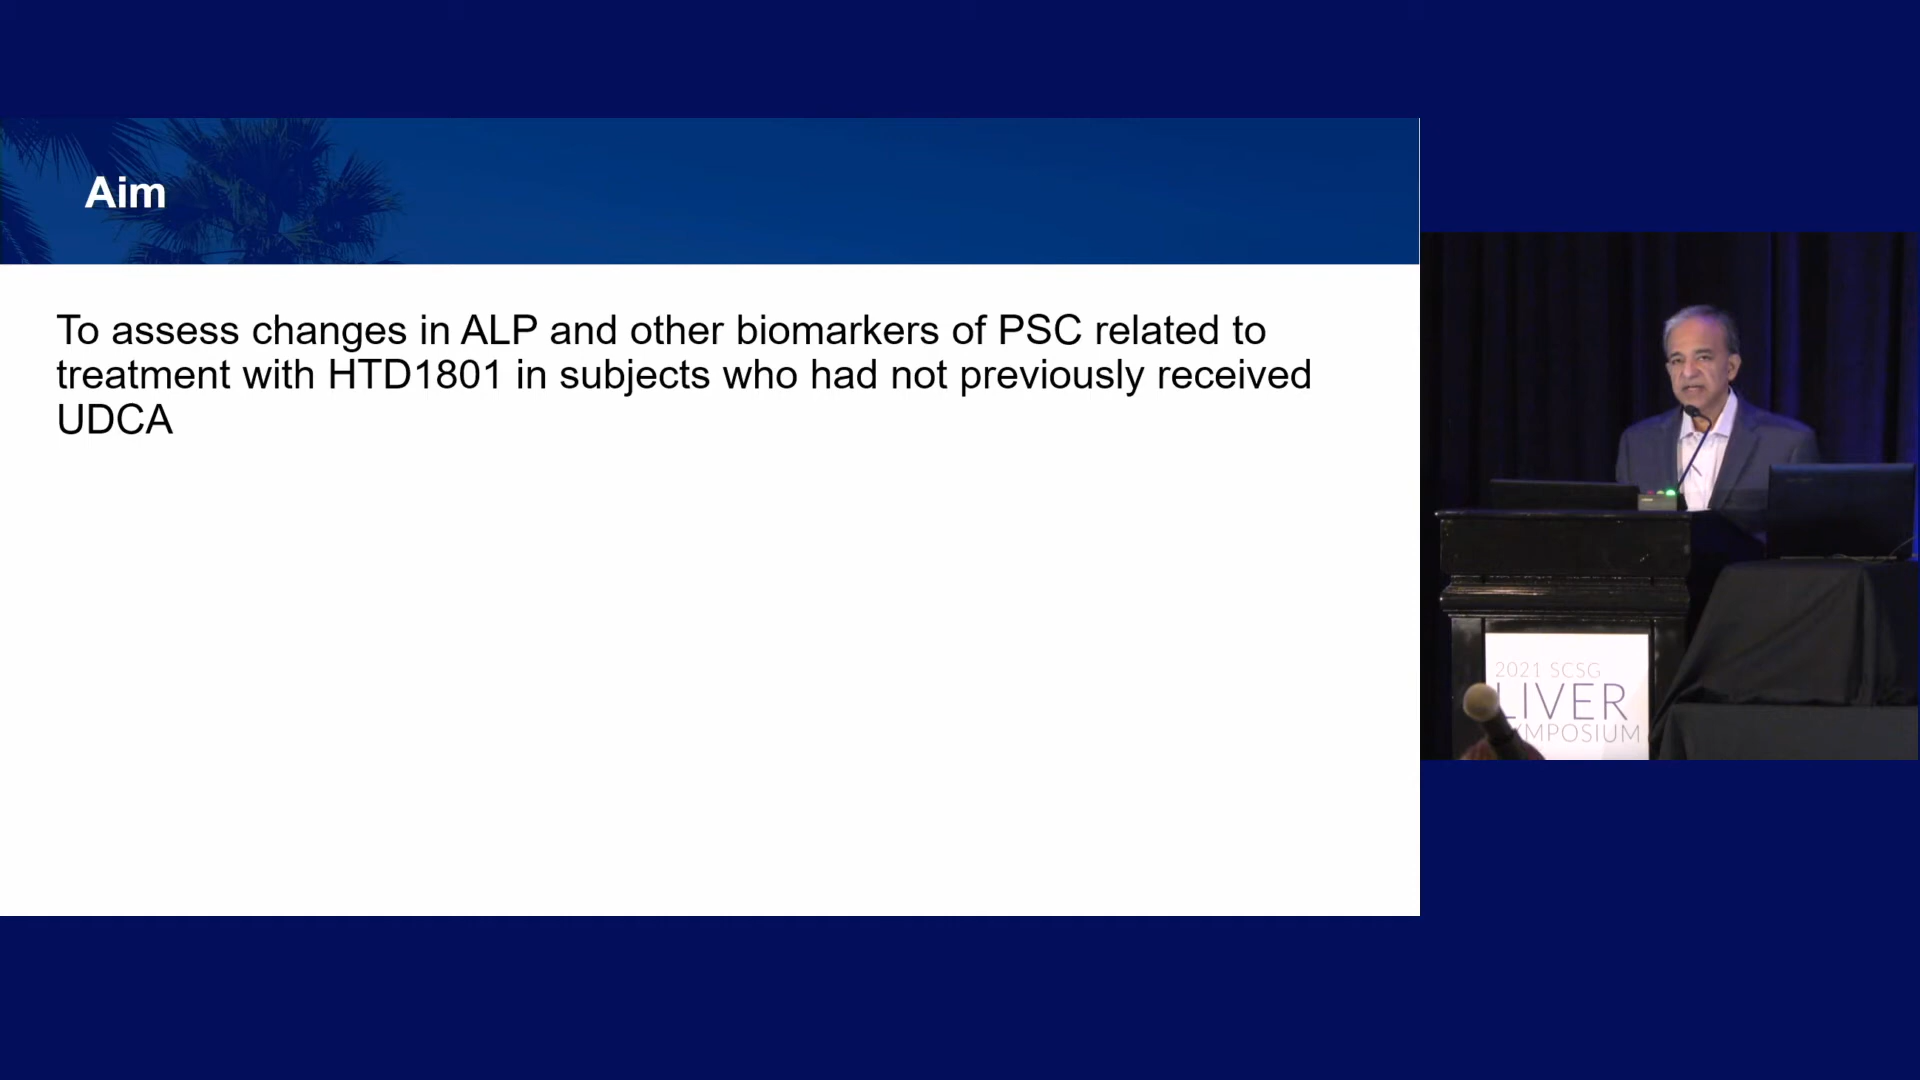 Aim
To assess changes in ALP and other biomarkers of PSC related to
treatment with HTD1801 in subjects who had not previously received
UDCA
2021 SCSG
LIVER
SYMPOSIUM